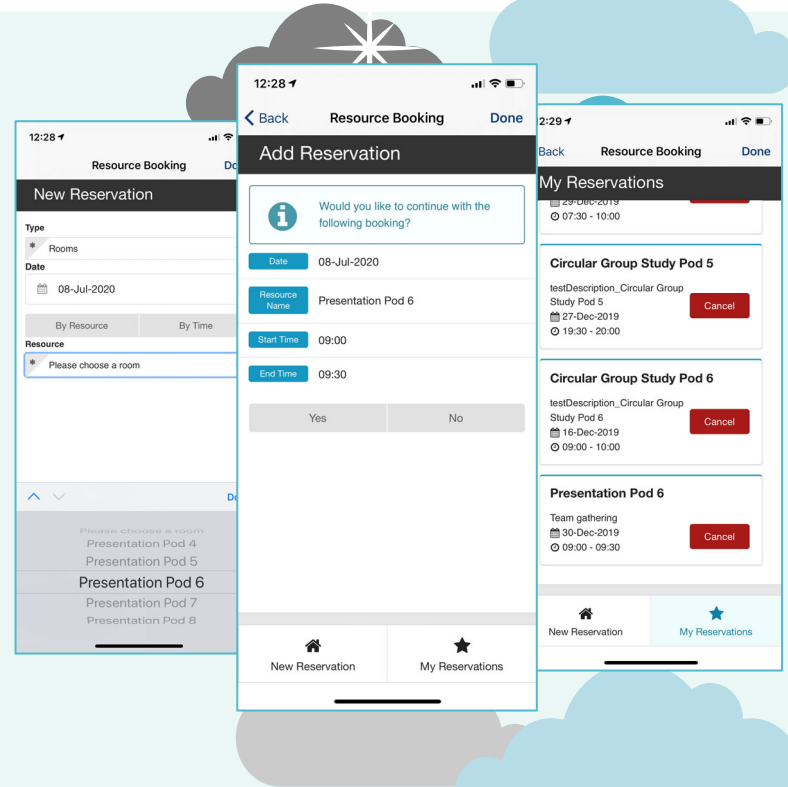 12:28
Resource Booking
New Reservation
Type
* Rooms
Date
08-Jul-2020
By Resource
By Time
Resource
* Please choose a room
Please choose a room
Presentation Pod 4
Presentation Pod 5
Presentation Pod 6
Presentation Pod 7
Presentation Pod 8
12:28
Back Resource Booking Done
Add Reservation
Would you like to continue with the
following booking?
Date 08-Jul-2020
Resource
Name
Presentation Pod 6
Start Time 09:00
End Time 09:30
Yes No
New Reservation My Reservations
2:29
Back Resource Booking Done
My Reservations
29-Dec-2019
07:30 - 10:00
Circular Group Study Pod 5
testDescription_Circular Group
Study Pod 5
27-Dec-2019
19:30 - 20:00
Cancel
Circular Group Study Pod 6
testDescription_Circular Group
Study Pod 6
16-Dec-2019
09:00 - 10:00
Cancel
Presentation Pod 6
Team gathering
30-Dec-2019
09:00 - 09:30
Cancel
New Reservation My Reservations